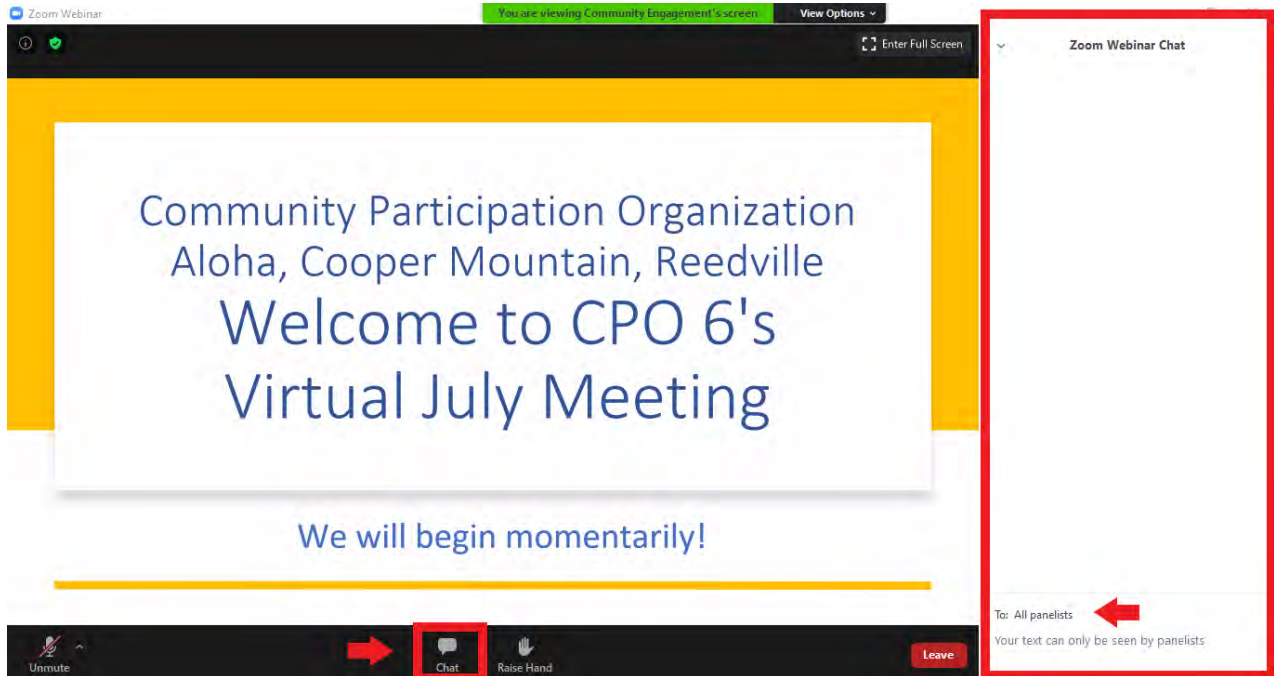 Zoom Webinar
You are viewing Community Engagement's screen
View Options
Enter Full Screen
Zoom Webinar Chat
Community Participation Organization
Aloha, Cooper Mountain, Reedville
Welcome to CPO 6's
Virtual July Meeting
We will begin momentarily!
To: All panelists
Your text can only be seen by panelists
Unmute
Chat
Raise Hand
Leave